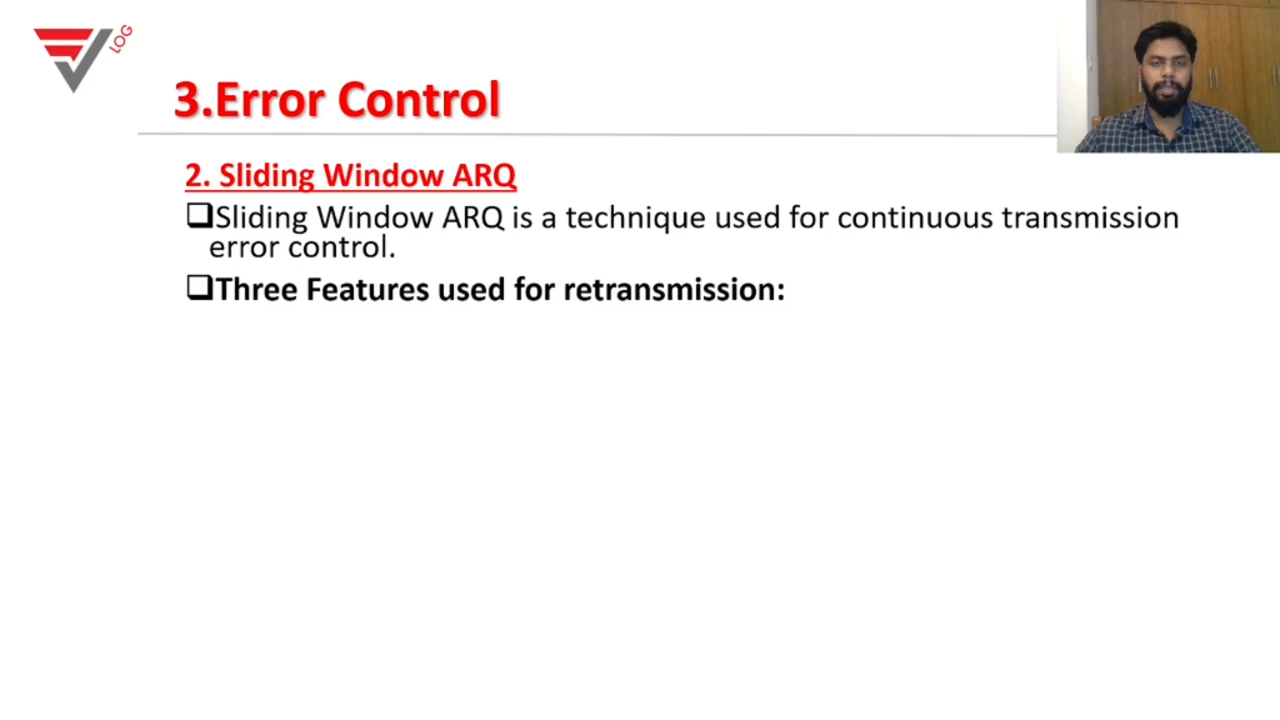 LOG
3.Error Control
2. Sliding Window ARQ
❑Sliding Window ARQ is a technique used for continuous transmission
error control.
❑Three Features used for retransmission: